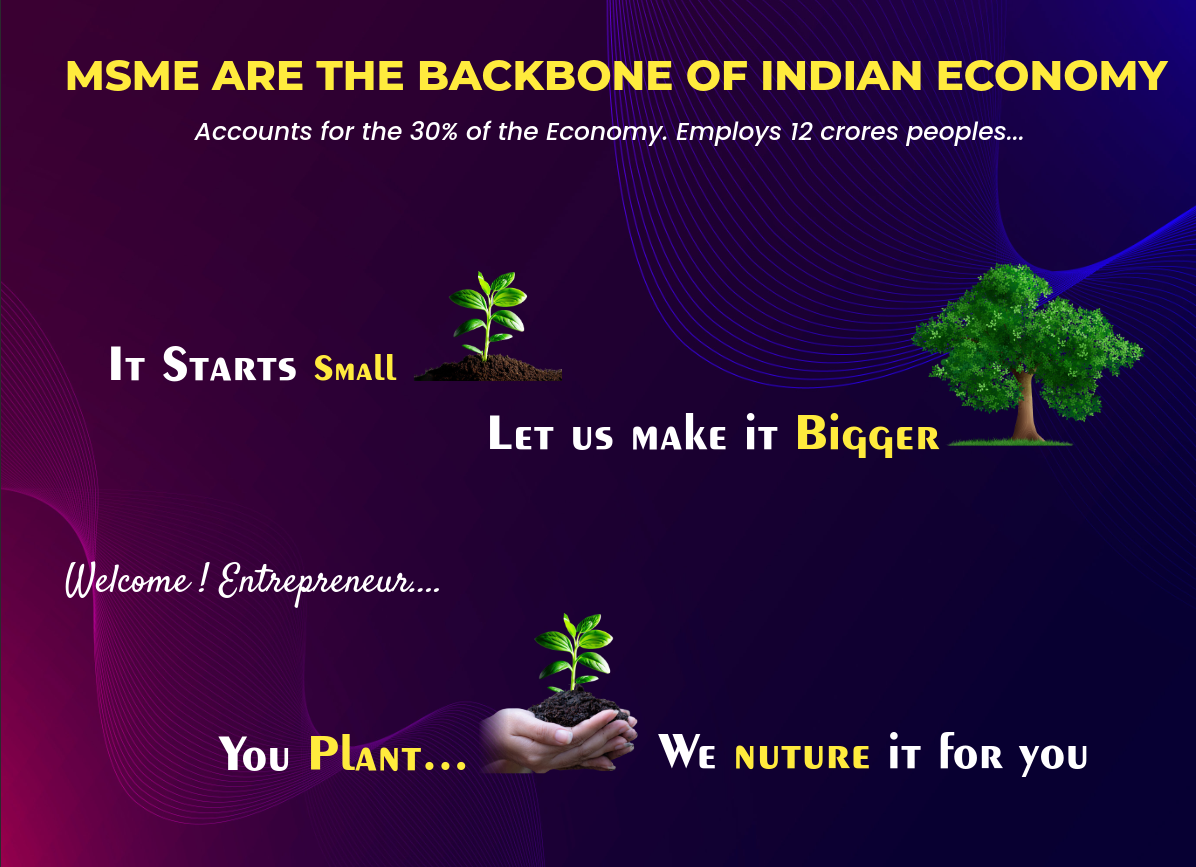 MSME ARE THE BACKBONE OF INDIAN ECONOMY
Accounts for the 30% of the Economy. Employs 12 crores peoples...
It Starts Small
Let us make it Bigger
Welcome ! Entrepreneur....
You Plant... We nuture it for you